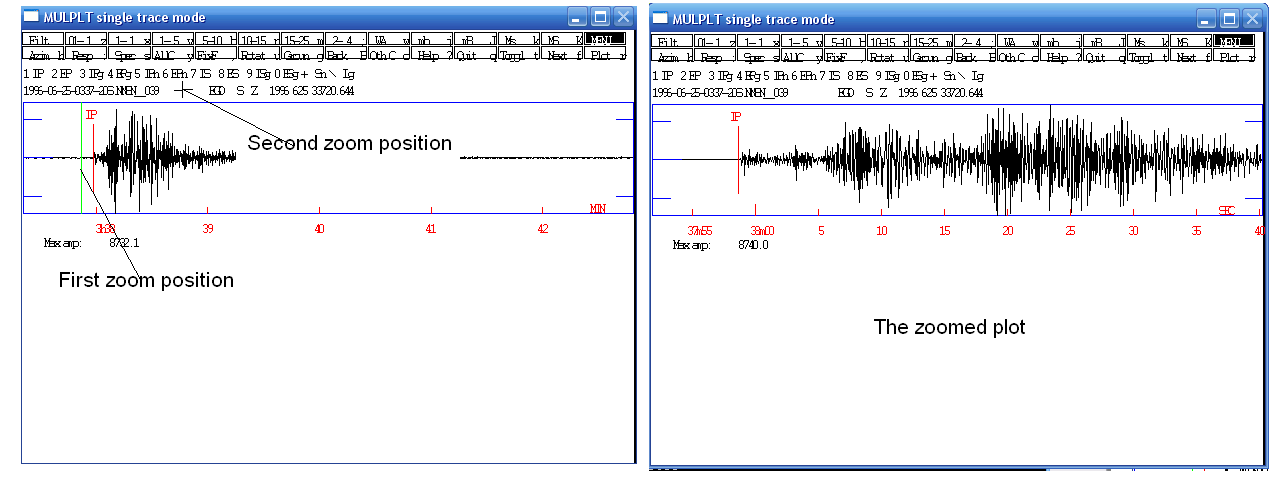 MULPLT single trace mode
Filt 01-1 z 1-1 x 1-5 v 5-10 h 10-15 r 15-25 m 2-4 ; WA w mb j mB J Ms k MS K MENU
Azim h Resp Spec s AllC y FixF , Rotat v Groun g Back B Oth.C c Help ? Quit q Toggl t Next f Plot r
1 IP 2 EP 3 IPg 4 EPg 5 IPn 6 EPn 7 IS 8 ES 9 ISg 0 ESg + Sn \ Lg
1996-06-25-0337-20S.NNEN__039 EGD S Z 1996 625 33720.644
IP
Second zoom position
MIN
3h38 39 40 41 42
Max amp: 8732.1
First zoom position
MULPLT single trace mode
Filt 01-1 z 1-1 x 1-5 v 5-10 h 10-15 r 15-25 m 2-4 ; WA w mb j mB J Ms k MS K MENU
Azim h Resp Spec s AllC y FixF , Rotat v Groun g Back B Oth.C c Help ? Quit q Toggl t Next f Plot r
1 IP 2 EP 3 IPg 4 EPg 5 IPn 6 EPn 7 IS 8 ES 9 ISg 0 ESg + Sn \ Lg
1996-06-25-0337-20S.NNEN__039 EGD S Z 1996 625 33720.644
IP
SEC
37m55 38m00 5 10 15 20 25 30 35 40
Max amp: 8740.0
The zoomed plot